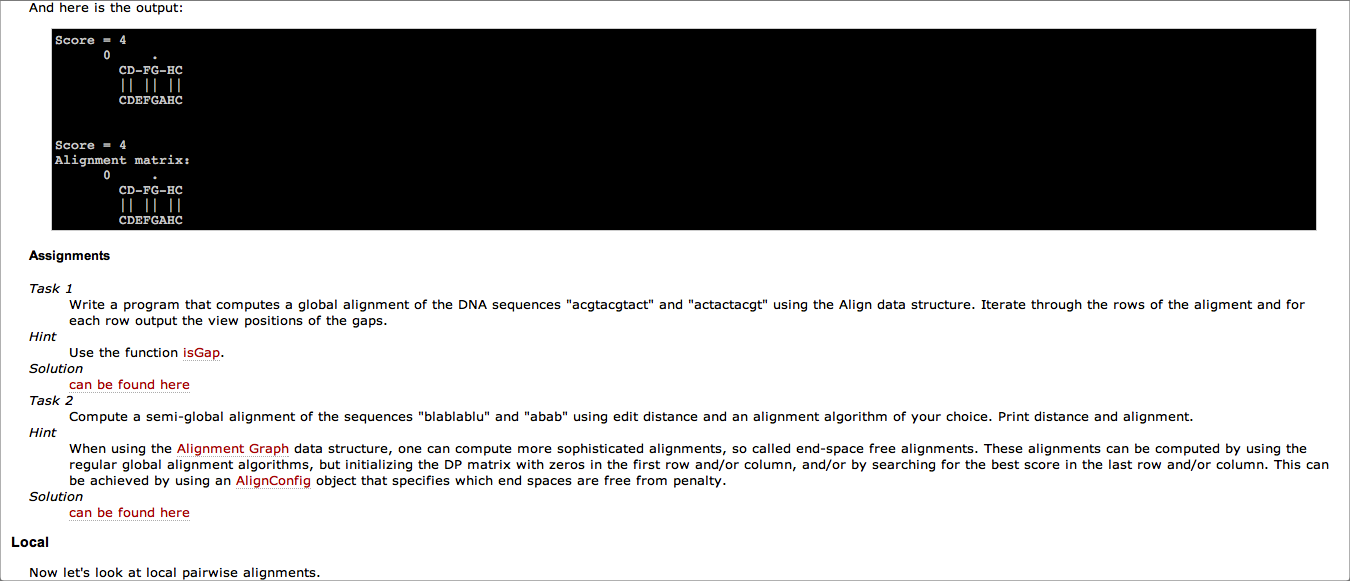 And here is the output:
Score = 4
0     .
CD-FG-HC
|| || ||
CDEFGAHC
Score = 4
Alignment matrix:
0     .
CD-FG-HC
|| || ||
CDEFGAHC
Assignments
Task 1
Write a program that computes a global alignment of the DNA sequences "acgtacgtact" and "actactacgt" using the Align data structure. Iterate through the rows of the aligment and for
each row output the view positions of the gaps.
Hint
Use the function isGap.
Solution
can be found here
Task 2
Compute a semi-global alignment of the sequences "blablablu" and "abab" using edit distance and an alignment algorithm of your choice. Print distance and alignment.
Hint
When using the Alignment Graph data structure, one can compute more sophisticated alignments, so called end-space free alignments. These alignments can be computed by using the
regular global alignment algorithms, but initializing the DP matrix with zeros in the first row and/or column, and/or by searching for the best score in the last row and/or column. This can
be achieved by using an AlignConfig object that specifies which end spaces are free from penalty.
Solution
can be found here
Local
Now let's look at local pairwise alignments.